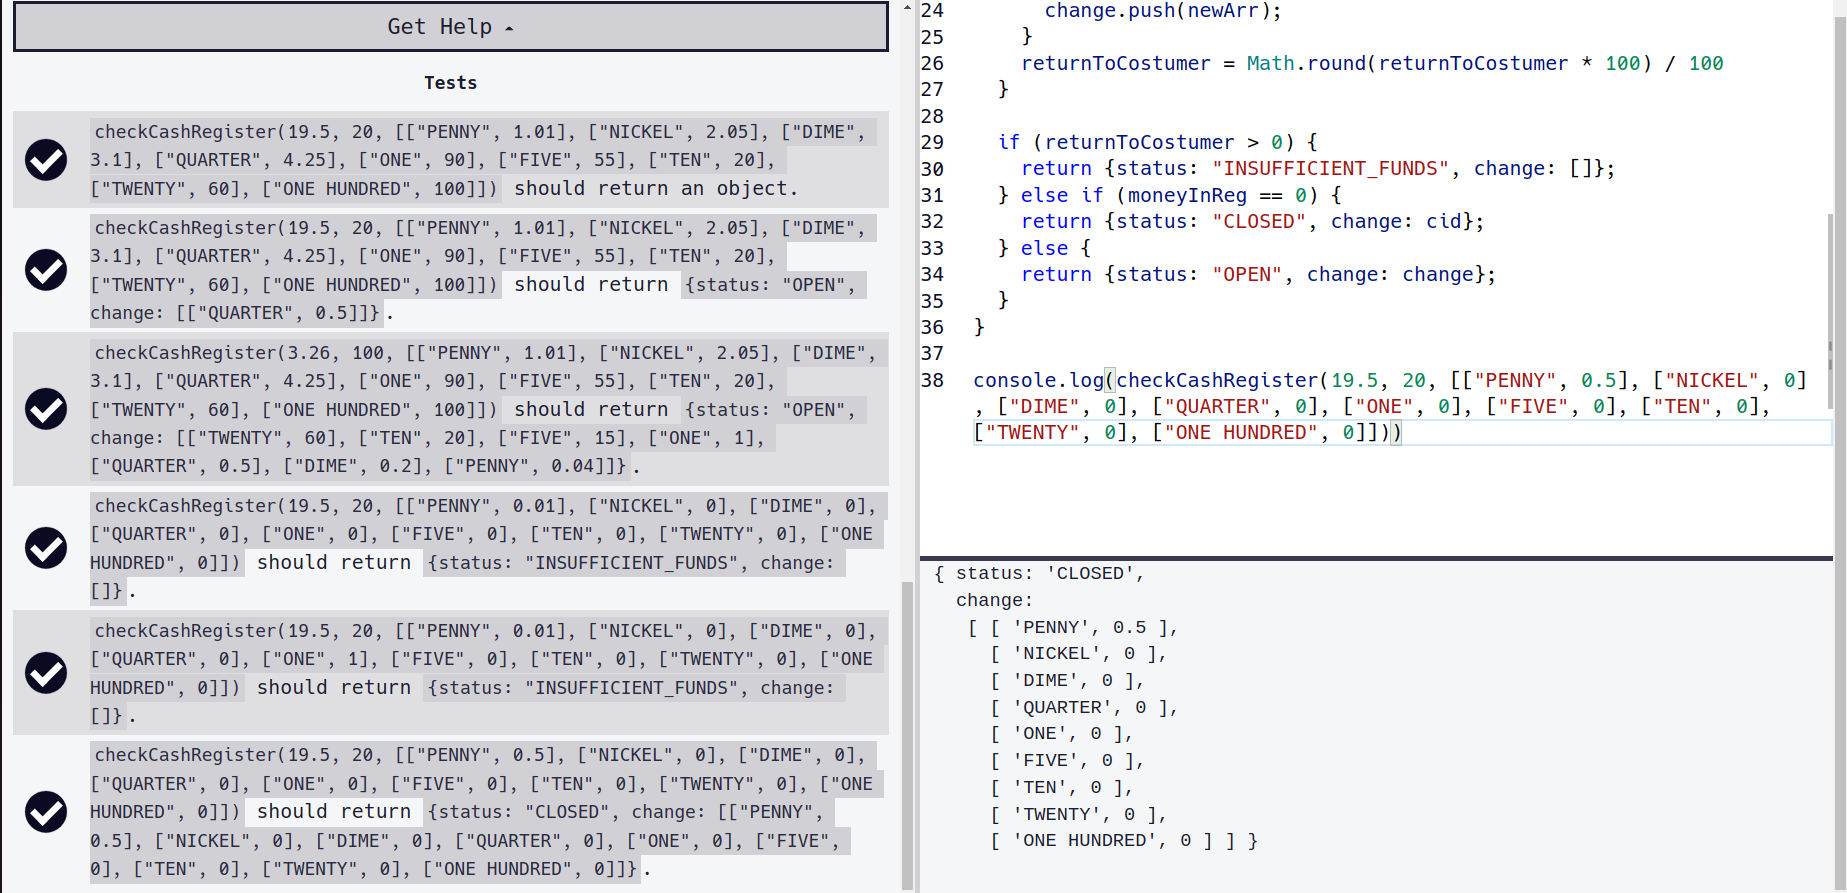 Get Help
Tests
checkCashRegister(19.5, 20, [["PENNY", 1.01], ["NICKEL", 2.05], ["DIME",
3.1], ["QUARTER", 4.25], ["ONE", 90], ["FIVE", 55], ["TEN", 20],
["TWENTY", 60], ["ONE HUNDRED", 100]]) should return an object.
checkCashRegister(19.5, 20, [["PENNY", 1.01], ["NICKEL", 2.05], ["DIME",
3.1], ["QUARTER", 4.25], ["ONE", 90], ["FIVE", 55], ["TEN", 20],
["TWENTY", 60], ["ONE HUNDRED", 100]]) should return {status: "OPEN",
change: [["QUARTER", 0.5]]}.
checkCashRegister(3.26, 100, [["PENNY", 1.01], ["NICKEL", 2.05], ["DIME",
3.1], ["QUARTER", 4.25], ["ONE", 90], ["FIVE", 55], ["TEN", 20],
["TWENTY", 60], ["ONE HUNDRED", 100]]) should return {status: "OPEN",
change: [["TWENTY", 60], ["TEN", 20], ["FIVE", 15], ["ONE", 1],
["QUARTER", 0.5], ["DIME", 0.2], ["PENNY", 0.04]]}.
checkCashRegister(19.5, 20, [["PENNY", 0.01], ["NICKEL", 0], ["DIME", 0],
["QUARTER", 0], ["ONE", 0], ["FIVE", 0], ["TEN", 0], ["TWENTY", 0], ["ONE
HUNDRED", 0]]) should return {status: "INSUFFICIENT_FUNDS", change:
[]}.
checkCashRegister(19.5, 20, [["PENNY", 0.01], ["NICKEL", 0], ["DIME", 0],
["QUARTER", 0], ["ONE", 1], ["FIVE", 0], ["TEN", 0], ["TWENTY", 0], ["ONE
HUNDRED", 0]]) should return {status: "INSUFFICIENT_FUNDS", change:
[]}.
checkCashRegister(19.5, 20, [["PENNY", 0.5], ["NICKEL", 0], ["DIME", 0],
["QUARTER", 0], ["ONE", 0], ["FIVE", 0], ["TEN", 0], ["TWENTY", 0], ["ONE
HUNDRED", 0]]) should return {status: "CLOSED", change: [["PENNY",
0.5], ["NICKEL", 0], ["DIME", 0], ["QUARTER", 0], ["ONE", 0], ["FIVE",
0], ["TEN", 0], ["TWENTY", 0], ["ONE HUNDRED", 0]]}.
24 change.push(newArr);
25 }
26 returnToCostumer = Math.round(returnToCostumer * 100) / 100
27 }
28
29 if (returnToCostumer > 0) {
30 return {status: "INSUFFICIENT_FUNDS", change: []};
31 } else if (moneyInReg == 0) {
32 return {status: "CLOSED", change: cid};
33 } else {
34 return {status: "OPEN", change: change};
35 }
36 }
37
38 console.log(checkCashRegister(19.5, 20, [["PENNY", 0.5], ["NICKEL", 0]
, ["DIME", 0], ["QUARTER", 0], ["ONE", 0], ["FIVE", 0], ["TEN", 0],
["TWENTY", 0], ["ONE HUNDRED", 0]]))
{ status: 'CLOSED',
change:
[ [ 'PENNY', 0.5 ],
[ 'NICKEL', 0 ],
[ 'DIME', 0 ],
[ 'QUARTER', 0 ],
[ 'ONE', 0 ],
[ 'FIVE', 0 ],
[ 'TEN', 0 ],
[ 'TWENTY', 0 ],
[ 'ONE HUNDRED', 0 ] ] }